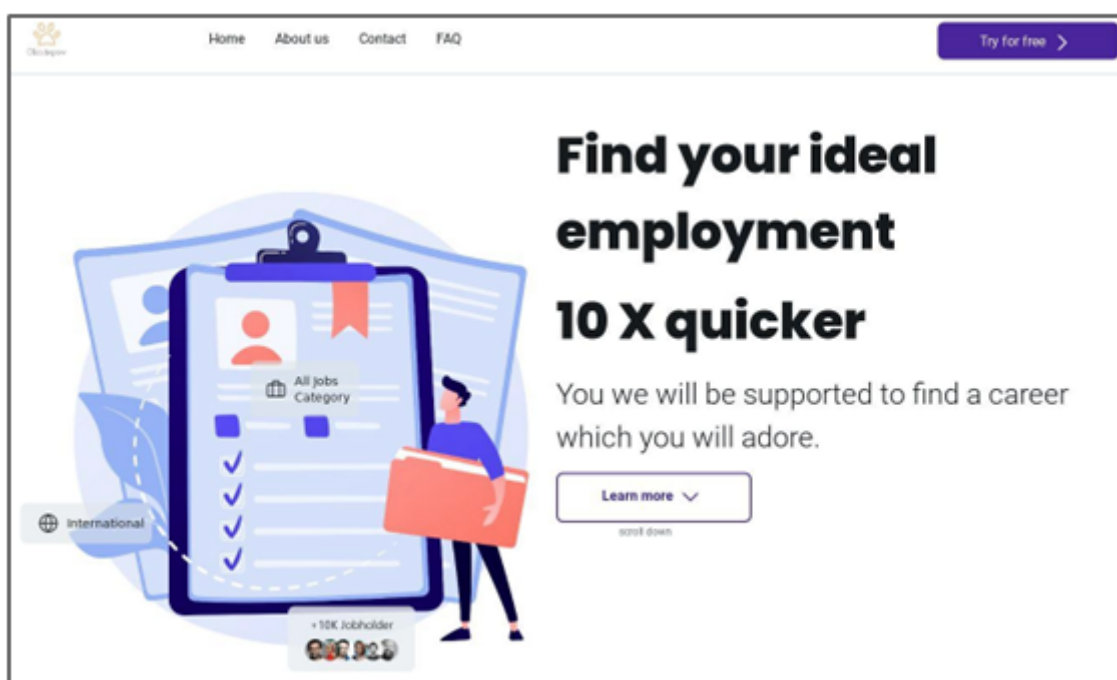 Home About us Contact FAQ
Try for free
Find your ideal
employment
10 X quicker
You we will be supported to find a career
which you will adore.
Learn more
scroll down
All Jobs
Category
International
+10K Jobholder